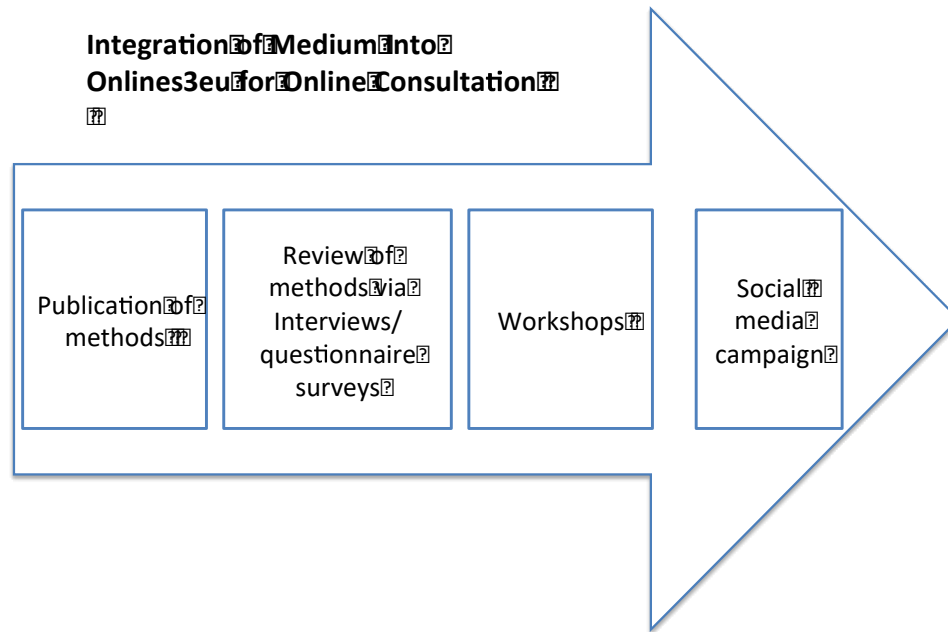 Integration of Medium Into
Onlines3eu for Online Consultation
Publication of
methods
Review of
methods via
Interviews/
questionnaire
surveys
Workshops
Social
media
campaign